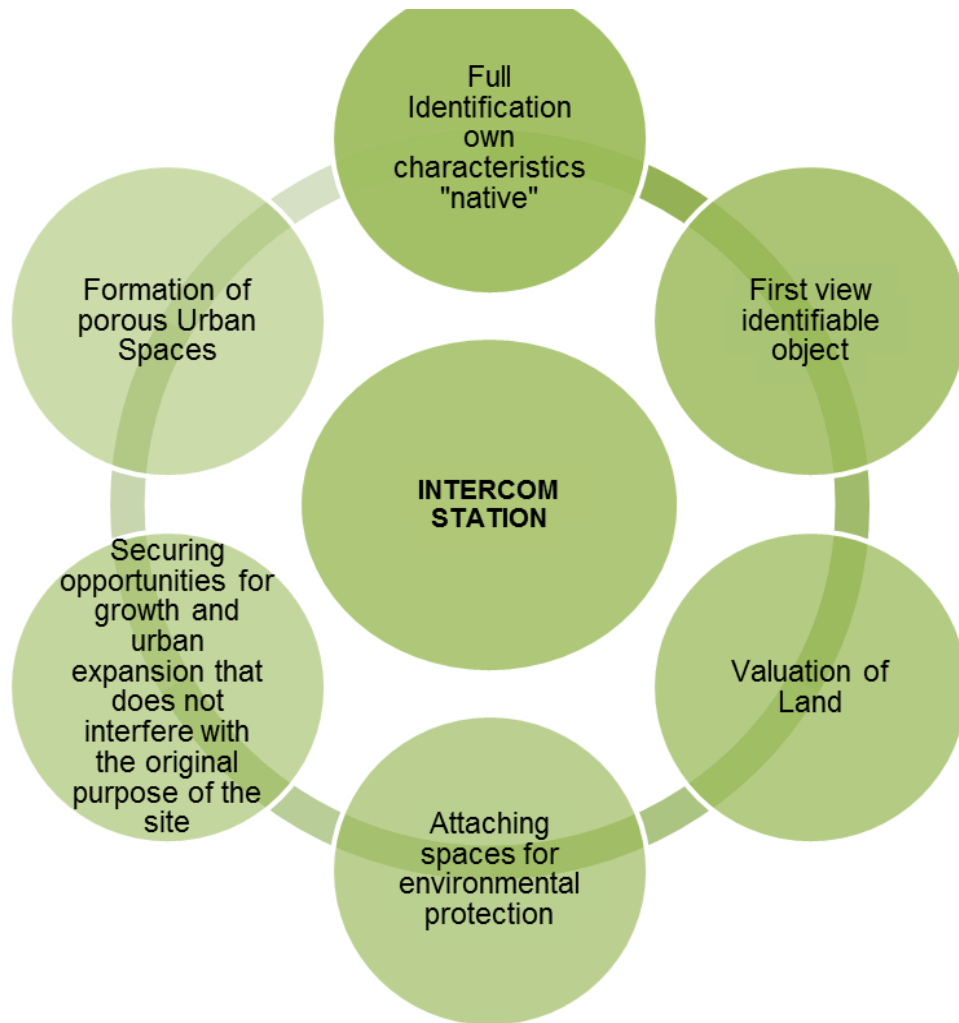 Full
Identification
own
characteristics
"native"
First view
identifiable
object
Valuation of
Land
Attaching
spaces for
environmental
protection
Securing
opportunities for
growth and
urban
expansion that
does not
interfere with
the original
purpose of the
site
Formation of
porous Urban
Spaces
INTERCOM
STATION